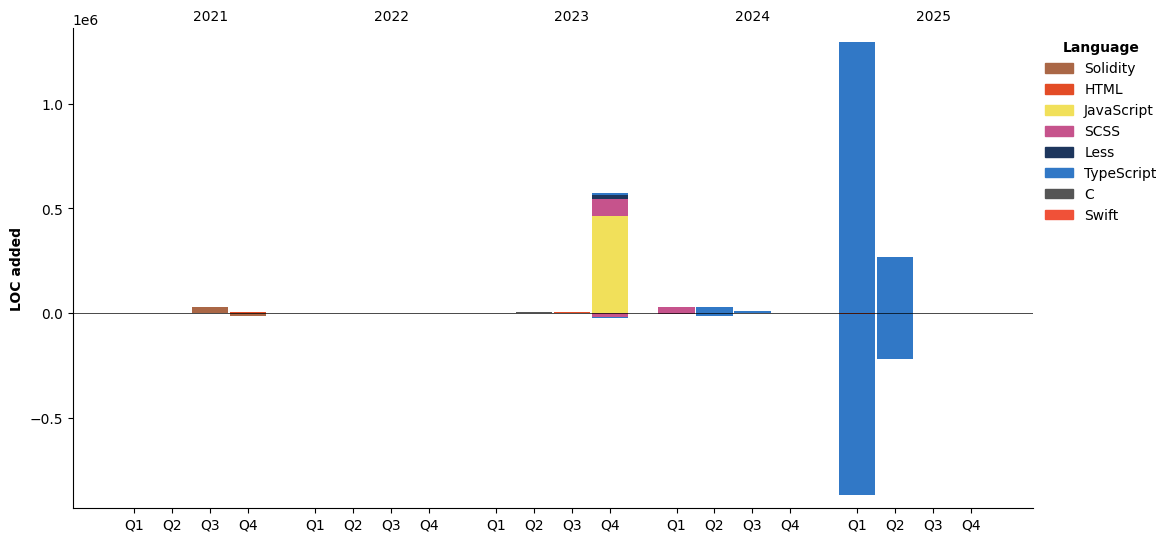 2021 2022 2023 2024 2025
1e6
Language
Solidity
HTML
JavaScript
SCSS
Less
TypeScript
C
Swift
LOC added
1.0
0.5
0.0
−0.5
Q1 Q2 Q3 Q4 Q1 Q2 Q3 Q4 Q1 Q2 Q3 Q4 Q1 Q2 Q3 Q4 Q1 Q2 Q3 Q4